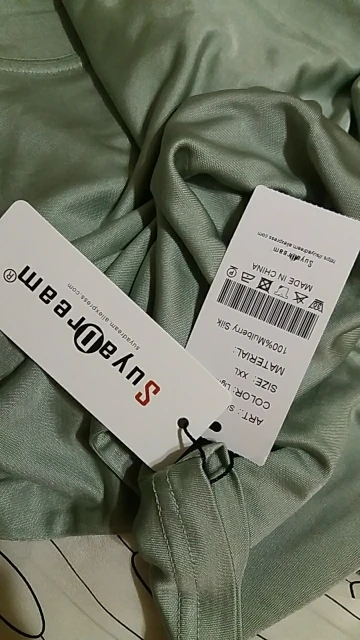 SuyaDream®
suyadream.aliexpress.com
ART.: S
COLOR: L
SIZE: XXL
MATERIAL:
100%Mulberry Silk
MADE IN CHINA
SuyaDream
https://suyadream.aliexpress.com